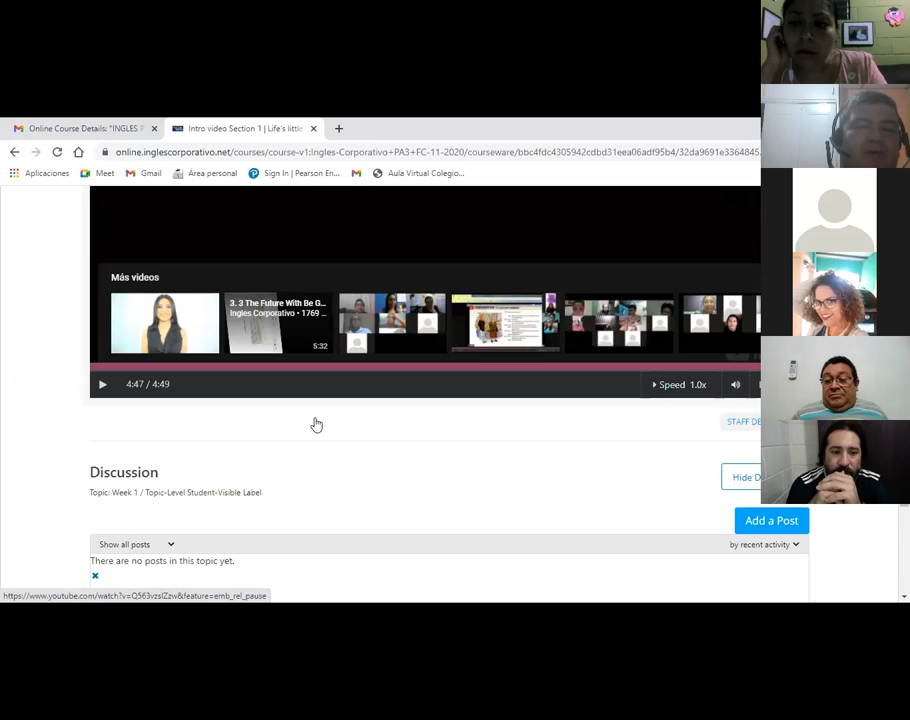 Online Course Details: "INGLES P
Intro video Section 1 | Life's little
online.inglescorporativo.net/courses/course-v1:Ingles-Corporativo+PA3+FC-11-2020/courseware/bbc4fdc4305942cdbd31eea06adf95b4/32da9691e3364845.
Aplicaciones
Meet
Gmail
Área personal
Sign In | Pearson En...
Aula Virtual Colegio...
Más videos
3. 3 The Future With Be G...
Ingles Corporativo • 1769 ...
5:32
4:47 / 4:49
Speed 1.0x
STAFF DE
Discussion
Topic: Week 1 / Topic-Level Student-Visible Label
Hide D
Add a Post
Show all posts
by recent activity
There are no posts in this topic yet.
https://www.youtube.com/watch?v=Q563vzslZzw&feature=emb_rel_pause